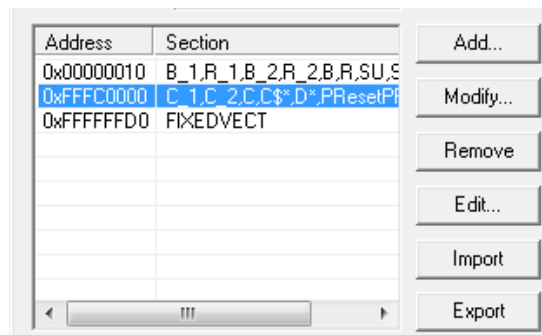 Address Section
0x00000010 B_1,R_1,B_2,R_2,B,R,SU,S
0xFFFC0000 C_1,C_2,C,C$*,D*,PResetPR
0xFFFFFFD0 FIXEDVECT
Add...
Modify...
Remove
Edit...
Import
Export